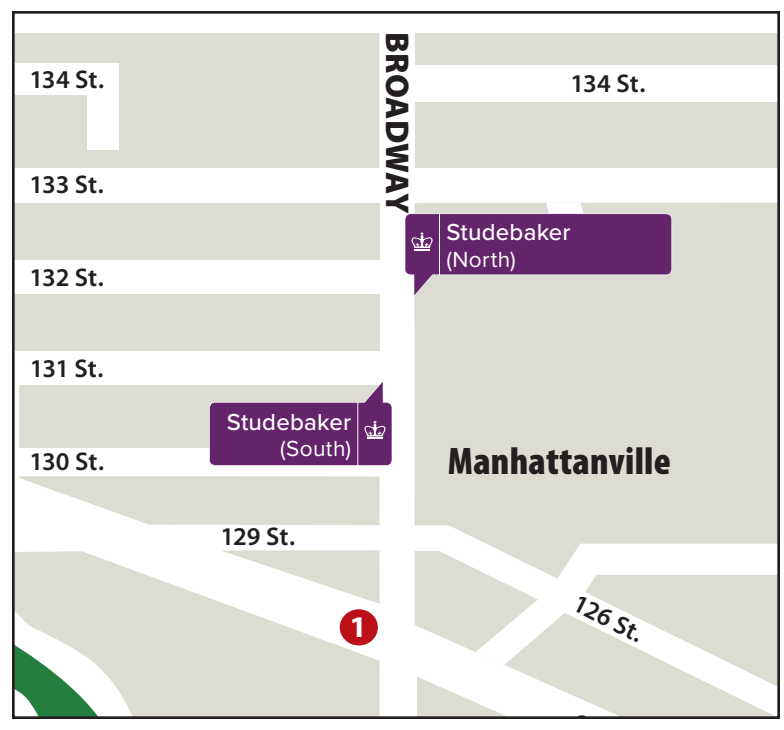 134 St.
BROADWAY
134 St.
133 St.
Studebaker
(North)
132 St.
131 St.
Studebaker
(South)
130 St.
Manhattanville
129 St.
126 St.
1